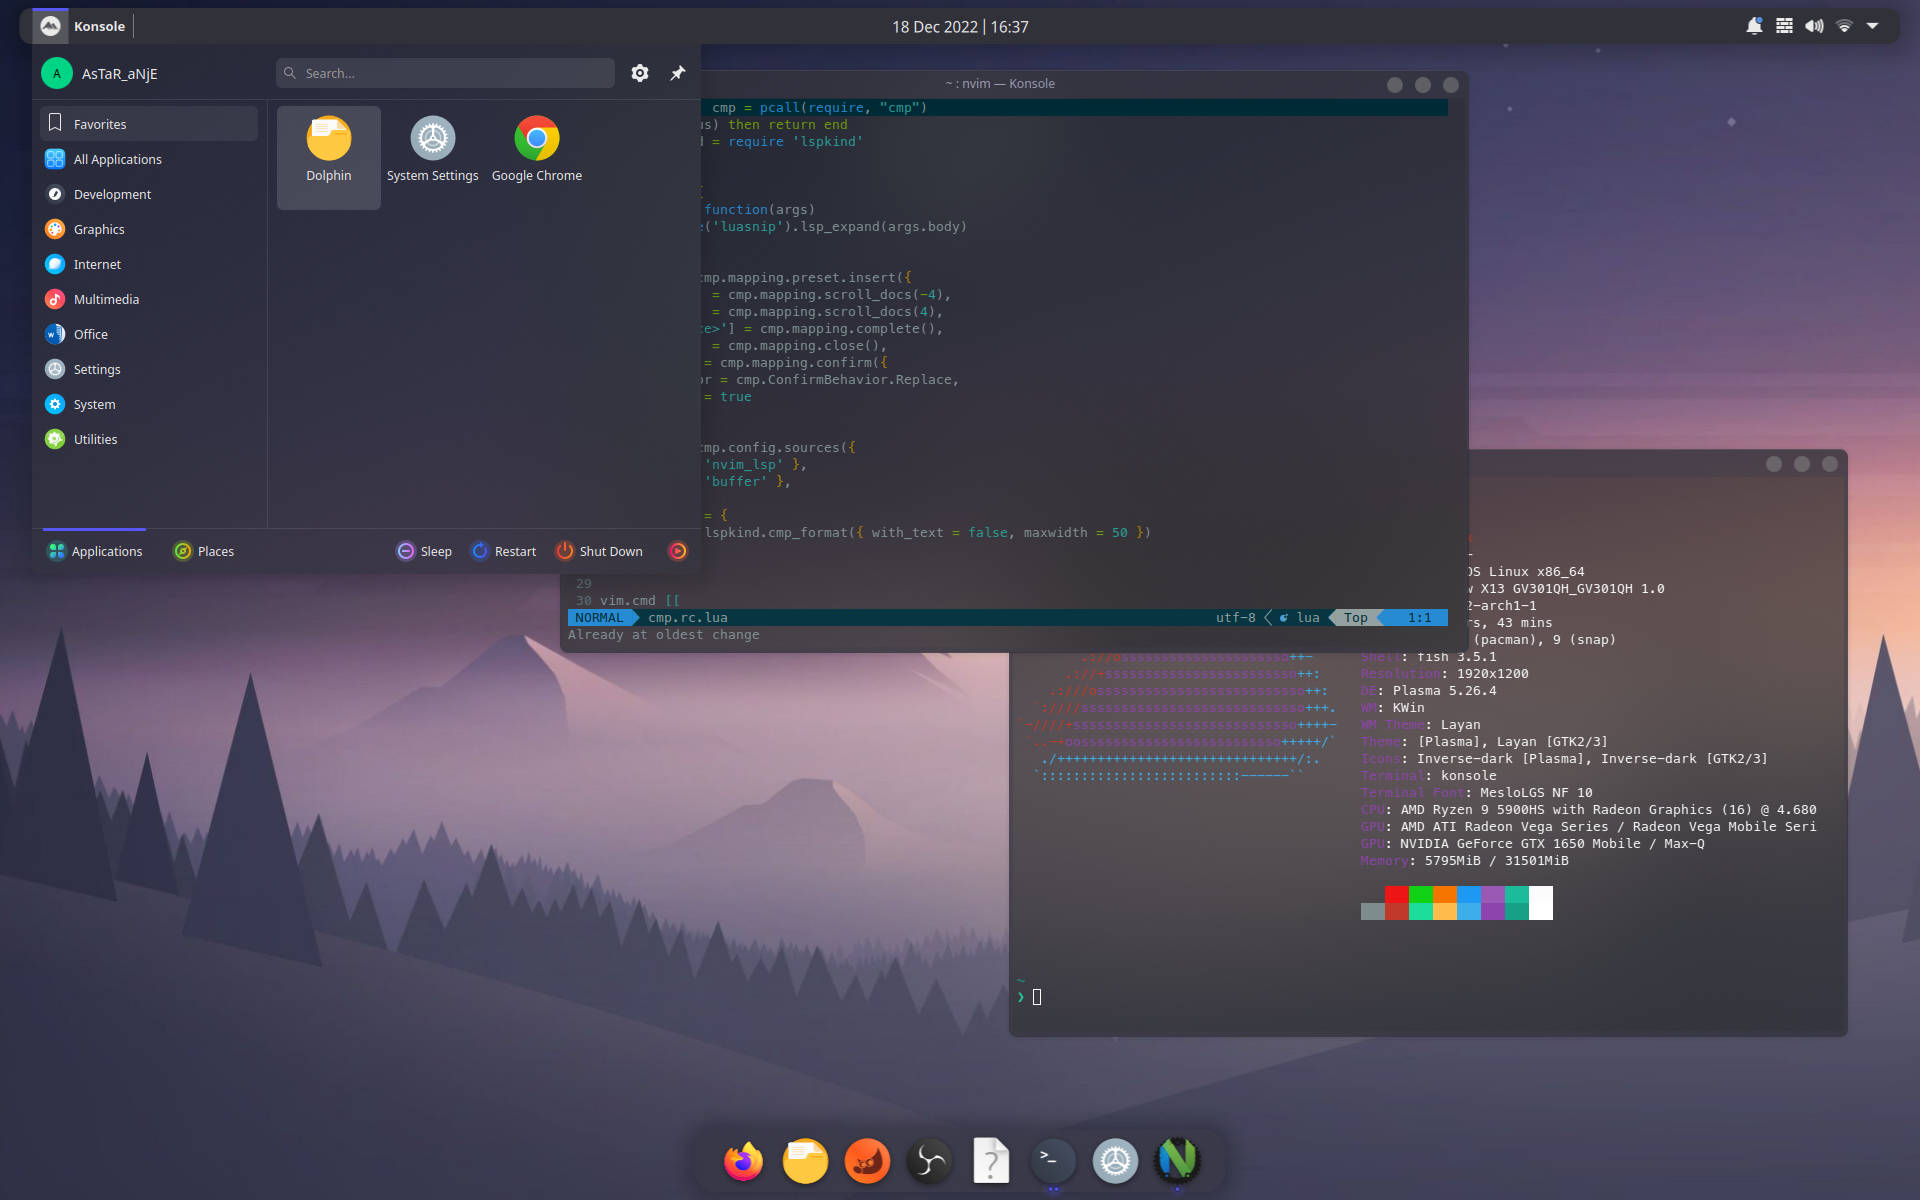 Konsole
18 Dec 2022 | 16:37
A
AsTaR_aNjE
Search...
Favorites
All Applications
Development
Graphics
Internet
Multimedia
Office
Settings
System
Utilities
Dolphin
System Settings
Google Chrome
Applications
Places
Sleep
Restart
Shut Down
~ : nvim — Konsole
cmp = pcall(require, "cmp")
) then return end
= require 'lspkind'
function(args)
('luasnip').lsp_expand(args.body)
cmp.mapping.preset.insert({
= cmp.mapping.scroll_docs(-4),
= cmp.mapping.scroll_docs(4),
>'] = cmp.mapping.complete(),
= cmp.mapping.close(),
= cmp.mapping.confirm({
= cmp.ConfirmBehavior.Replace,
= true
cmp.config.sources({
'nvim_lsp' },
'buffer' },
= {
lspkind.cmp_format({ with_text = false, maxwidth = 50 })
29
30 vim.cmd [[
NORMAL cmp.rc.lua utf-8 lua Top 1:1
Already at oldest change
OS Linux x86_64
X13 GV301QH_GV301QH 1.0
-arch1-1
, 43 mins
(pacman), 9 (snap)
Shell: fish 3.5.1
Resolution: 1920x1200
DE: Plasma 5.26.4
WM: KWin
WM Theme: Layan
Theme: [Plasma], Layan [GTK2/3]
Icons: Inverse-dark [Plasma], Inverse-dark [GTK2/3]
Terminal: konsole
Terminal Font: MesloLGS NF 10
CPU: AMD Ryzen 9 5900HS with Radeon Graphics (16) @ 4.680
GPU: AMD ATI Radeon Vega Series / Radeon Vega Mobile Seri
GPU: NVIDIA GeForce GTX 1650 Mobile / Max-Q
Memory: 5795MiB / 31501MiB
~
❯